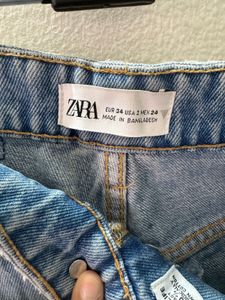 ZARA
EUR 34 USA 2 MEX 24
MADE IN BANGLADESH